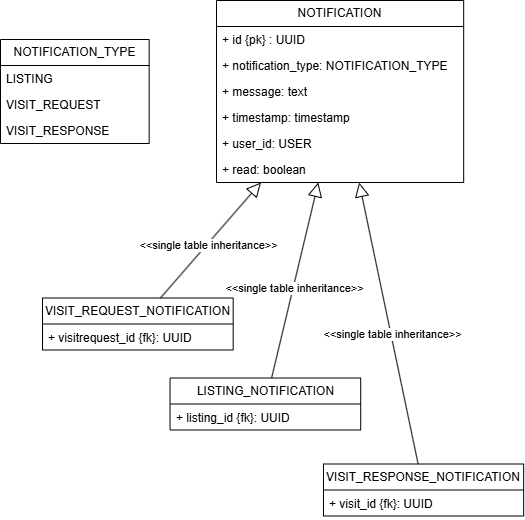 NOTIFICATION
+ id {pk} : UUID
+ notification_type: NOTIFICATION_TYPE
+ message: text
+ timestamp: timestamp
+ user_id: USER
+ read: boolean
NOTIFICATION_TYPE
LISTING
VISIT_REQUEST
VISIT_RESPONSE
<<single table inheritance>>
<<single table inheritance>>
<<single table inheritance>>
VISIT_REQUEST_NOTIFICATION
+ visitrequest_id {fk}: UUID
LISTING_NOTIFICATION
+ listing_id {fk}: UUID
VISIT_RESPONSE_NOTIFICATION
+ visit_id {fk}: UUID